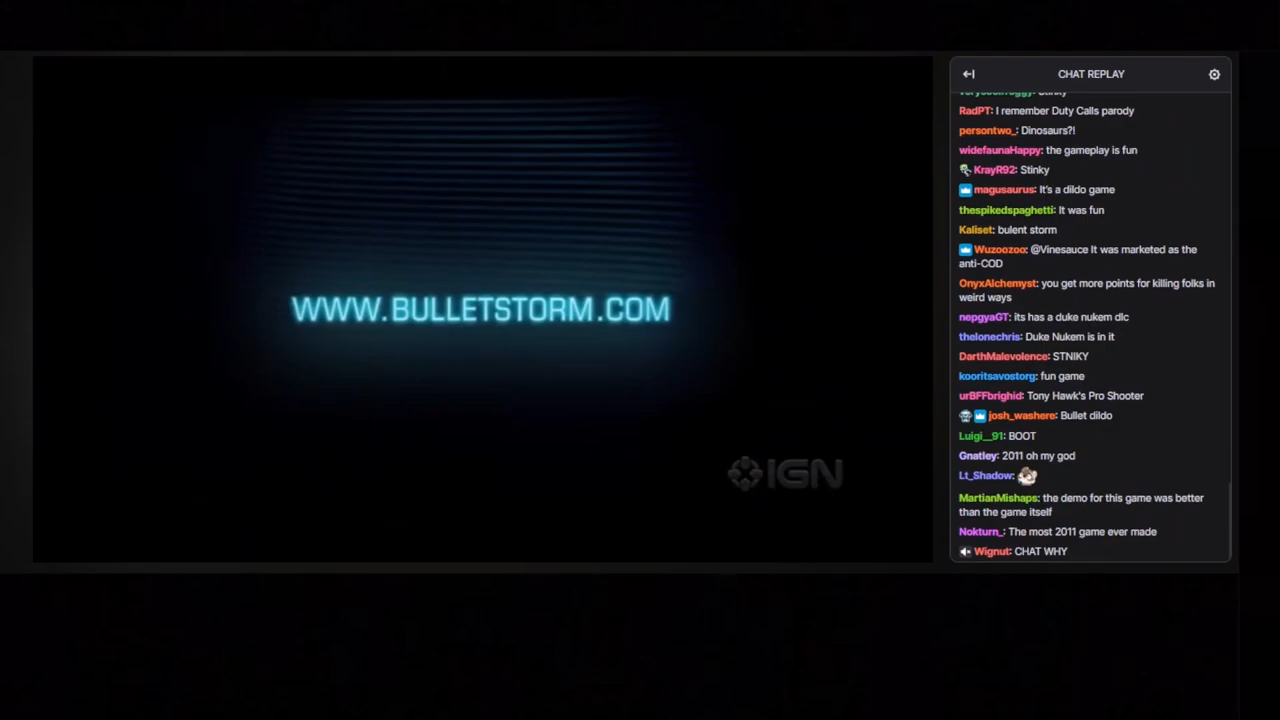 CHAT REPLAY
RadPT: I remember Duty Calls parody
persontwo_: Dinosaurs?!
widefaunaHappy: the gameplay is fun
KrayR92: Stinky
magusaurus: It's a dildo game
thespikedspaghetti: It was fun
Kaliset: bulent storm
Wuzoozoo: @Vinesauce It was marketed as the
anti-COD
OnyxAlchemyst: you get more points for killing folks in
weird ways
nepgyaGT: its has a duke nukem dlc
thelonechris: Duke Nukem is in it
DarthMalevolence: STNIKY
kooritsavostorg: fun game
urBFFbrighid: Tony Hawk's Pro Shooter
josh_washere: Bullet dildo
Luigi__91: BOOT
Gnatley: 2011 oh my god
Lt_Shadow:
MartianMishaps: the demo for this game was better
than the game itself
Nokturn_: The most 2011 game ever made
Wignut: CHAT WHY
WWW.BULLETSTORM.COM
IGN